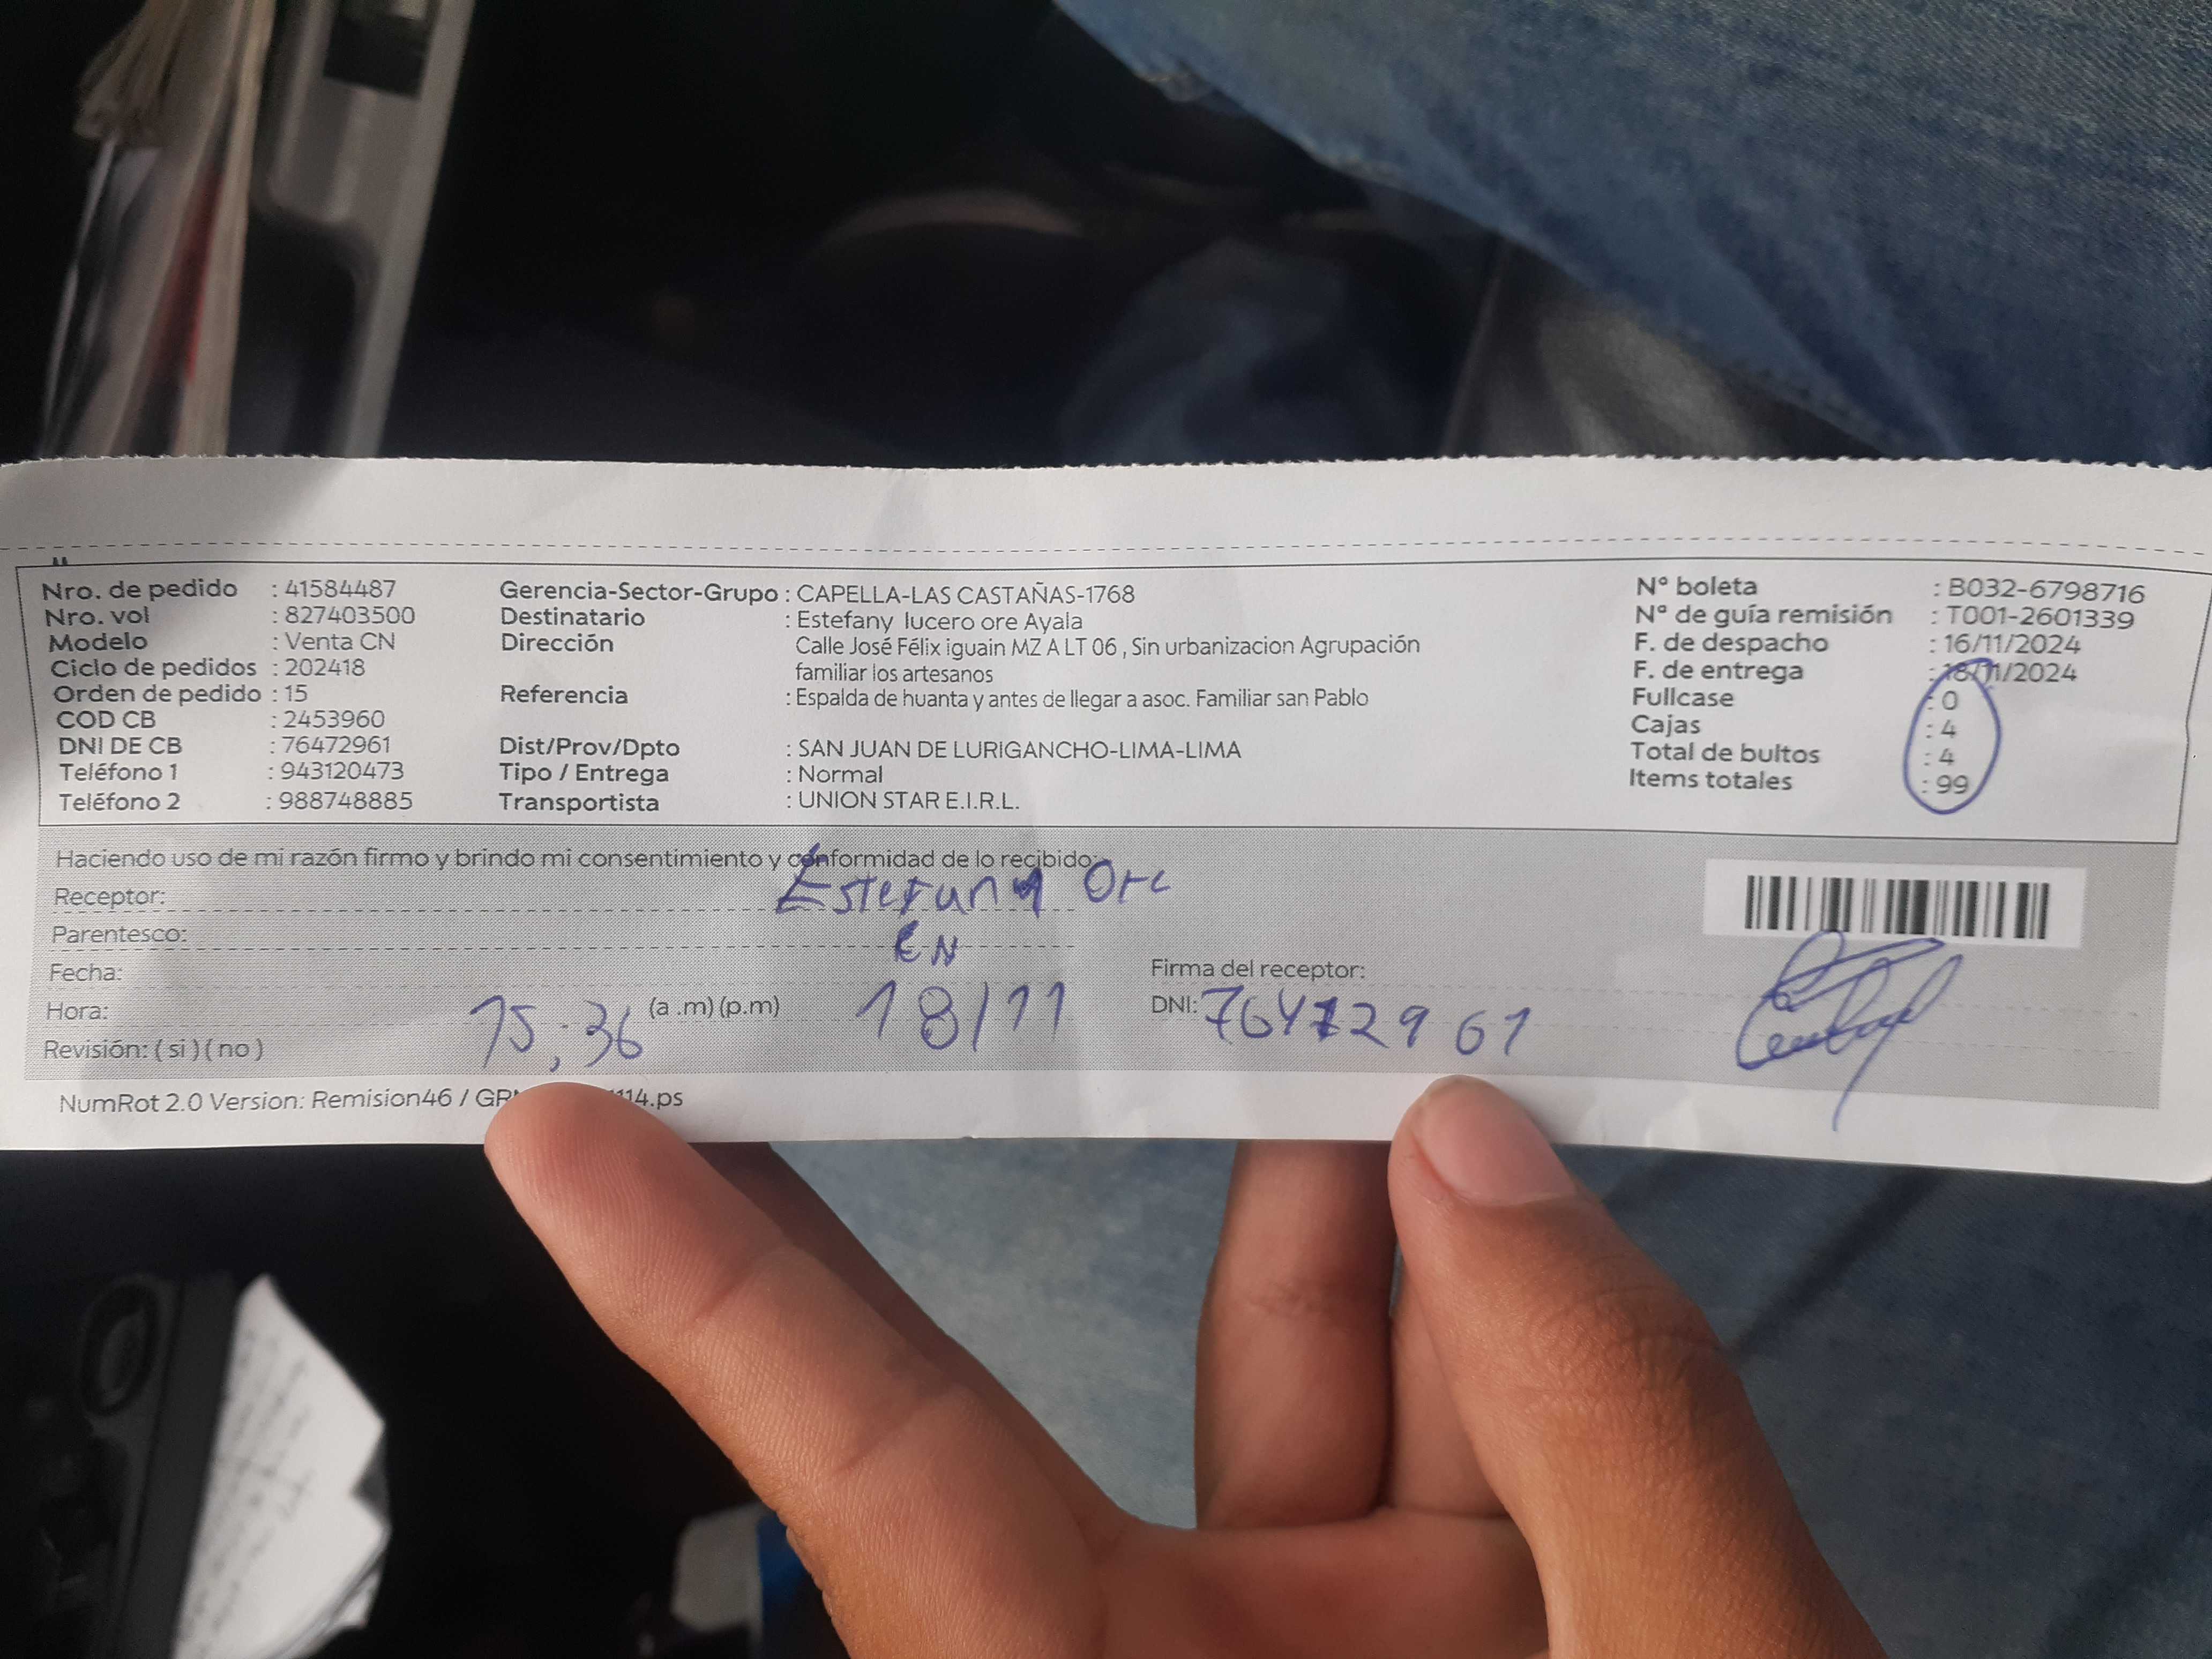 Nro. de pedido : 41584487
Nro. vol : 827403500
Modelo : Venta CN
Ciclo de pedidos : 202418
Orden de pedido : 15
COD CB : 2453960
DNI DE CB : 76472961
Teléfono 1 : 943120473
Teléfono 2 : 988748885
Gerencia-Sector-Grupo : CAPELLA-LAS CASTAÑAS-1768
Destinatario : Estefany lucero ore Ayala
Dirección Calle José Félix iguain MZ A LT 06 , Sin urbanizacion Agrupación
familiar los artesanos
Referencia : Espalda de huanta y antes de llegar a asoc. Familiar san Pablo
Dist/Prov/Dpto : SAN JUAN DE LURIGANCHO-LIMA-LIMA
Tipo / Entrega : Normal
Transportista : UNION STAR E.I.R.L.
N° boleta : B032-6798716
N° de guía remisión : T001-2601339
F. de despacho : 16/11/2024
F. de entrega : 18/11/2024
Fullcase : 0
Cajas : 4
Total de bultos : 4
Items totales : 99
Haciendo uso de mi razón firmo y brindo mi consentimiento y conformidad de lo recibido:
Receptor: Estefany Ore
Parentesco: CN
Fecha: 18/11
Hora: 15:36 (a .m) (p.m)
Revisión: ( si ) ( no )
Firma del receptor:
DNI: 76472961
NumRot 2.0 Version: Remision46 / 114.ps